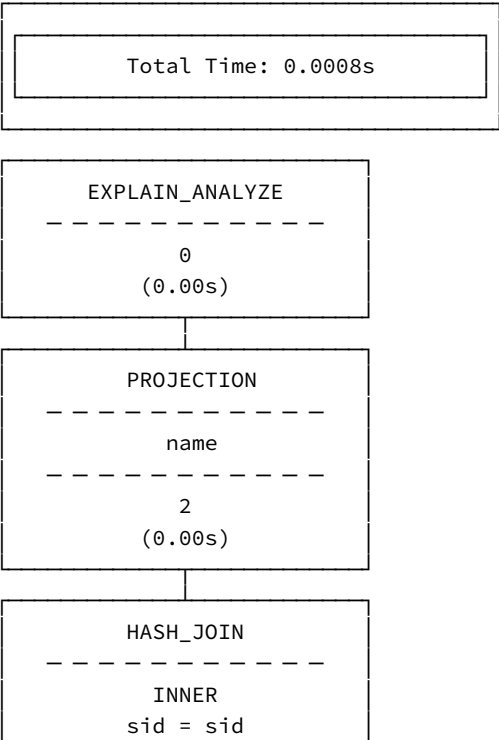 Total Time: 0.0008s
EXPLAIN_ANALYZE
0
(0.00s)
PROJECTION
name
2
(0.00s)
HASH_JOIN
INNER
sid = sid